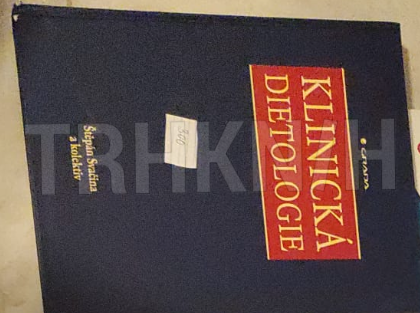 GRADA
KLINICKÁ
DIETOLOGIE
Štěpán Svačina
a kolektiv
TRHKNIH